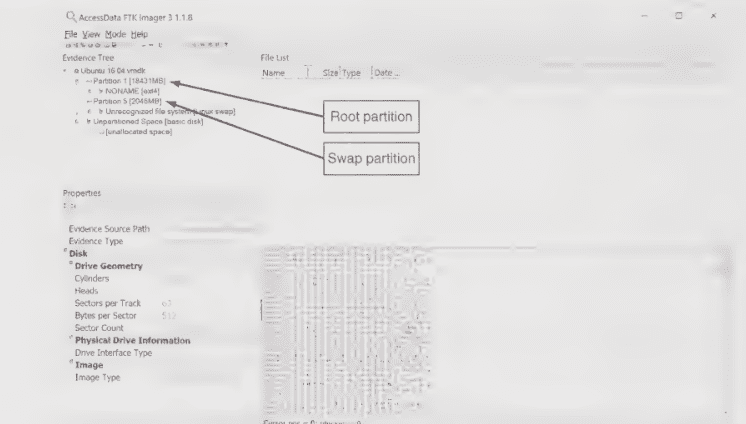 AccessData FTK Imager 3 1.1.8
File View Mode Help
Evidence Tree
File List
Ubuntu 16 04 vmdk
Name Size Type Date
Partition 1 [18431MB]
NONAME [ext4]
Partition 5 [2046MB]
Unrecognized file system [Linux swap]
Unpartitioned Space [basic disk]
[unallocated space]
Root partition
Swap partition
Properties
Evidence Source Path
Evidence Type
Disk
Drive Geometry
Cylinders
Heads
Sectors per Track 63
Bytes per Sector 512
Sector Count
Physical Drive Information
Drive Interface Type
Image
Image Type